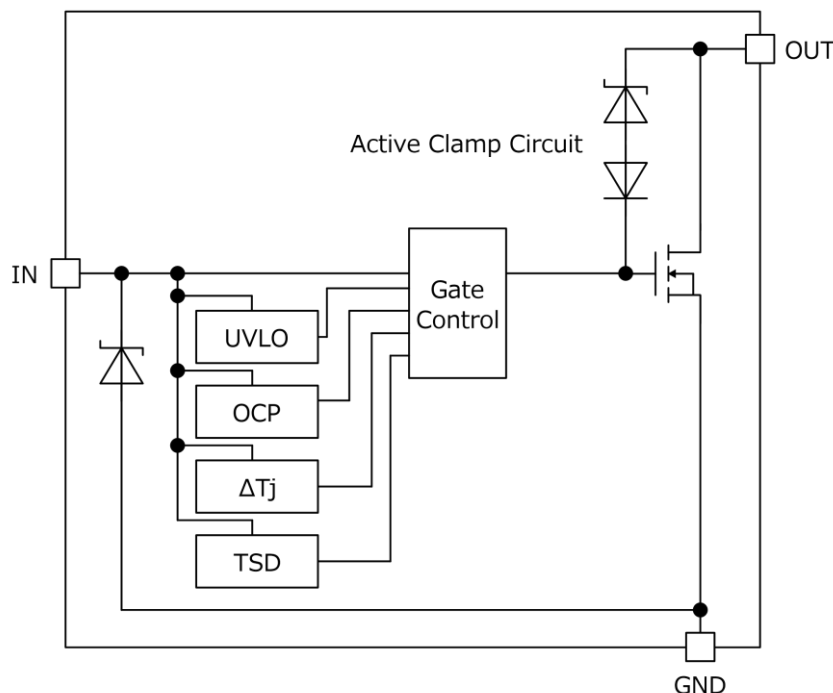 OUT
Active Clamp Circuit
IN
Gate
Control
UVLO
OCP
ΔTj
TSD
GND